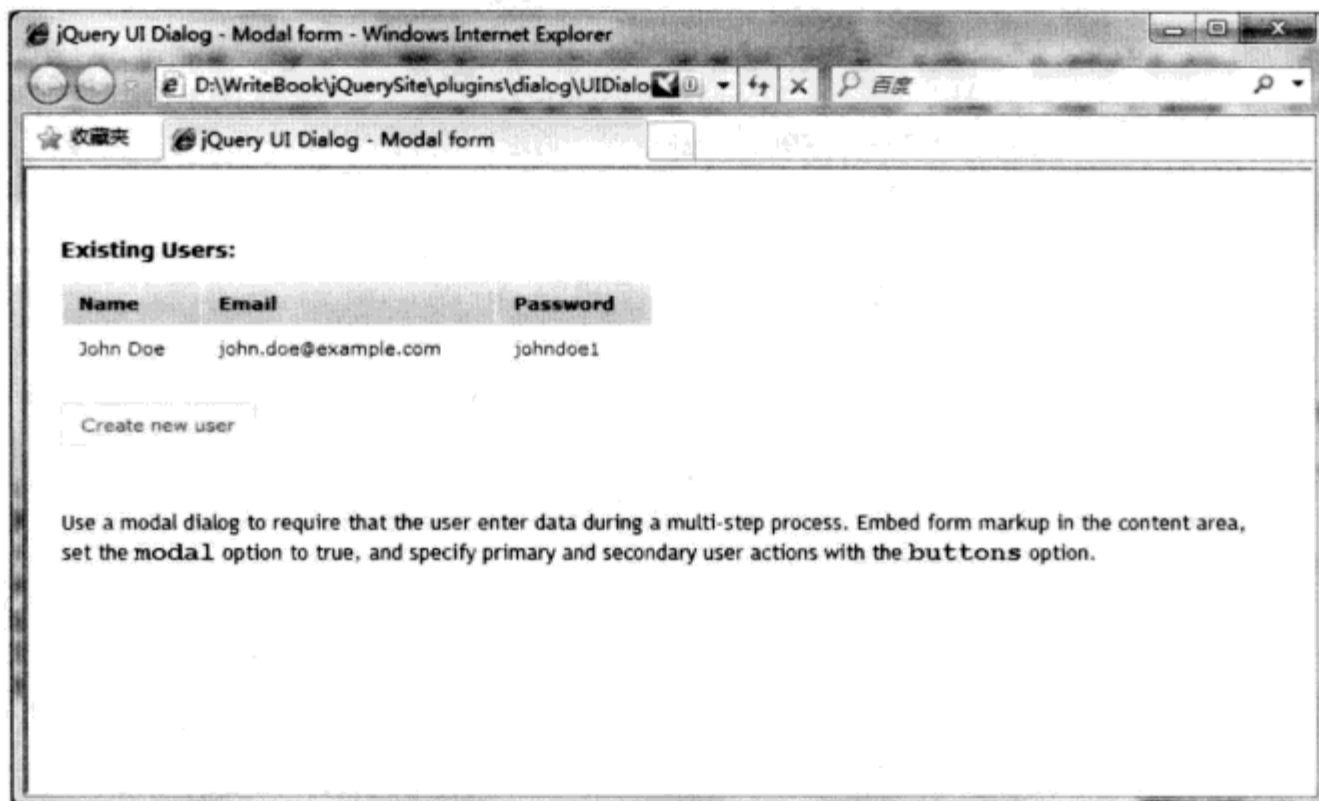 jQuery UI Dialog - Modal form - Windows Internet Explorer
D:\WriteBook\jQuerySite\plugins\dialog\UIDialo
百度
收藏夹
jQuery UI Dialog - Modal form
Existing Users:
Name Email Password
John Doe john.doe@example.com johndoe1
Create new user
Use a modal dialog to require that the user enter data during a multi-step process. Embed form markup in the content area,
set the modal option to true, and specify primary and secondary user actions with the buttons option.